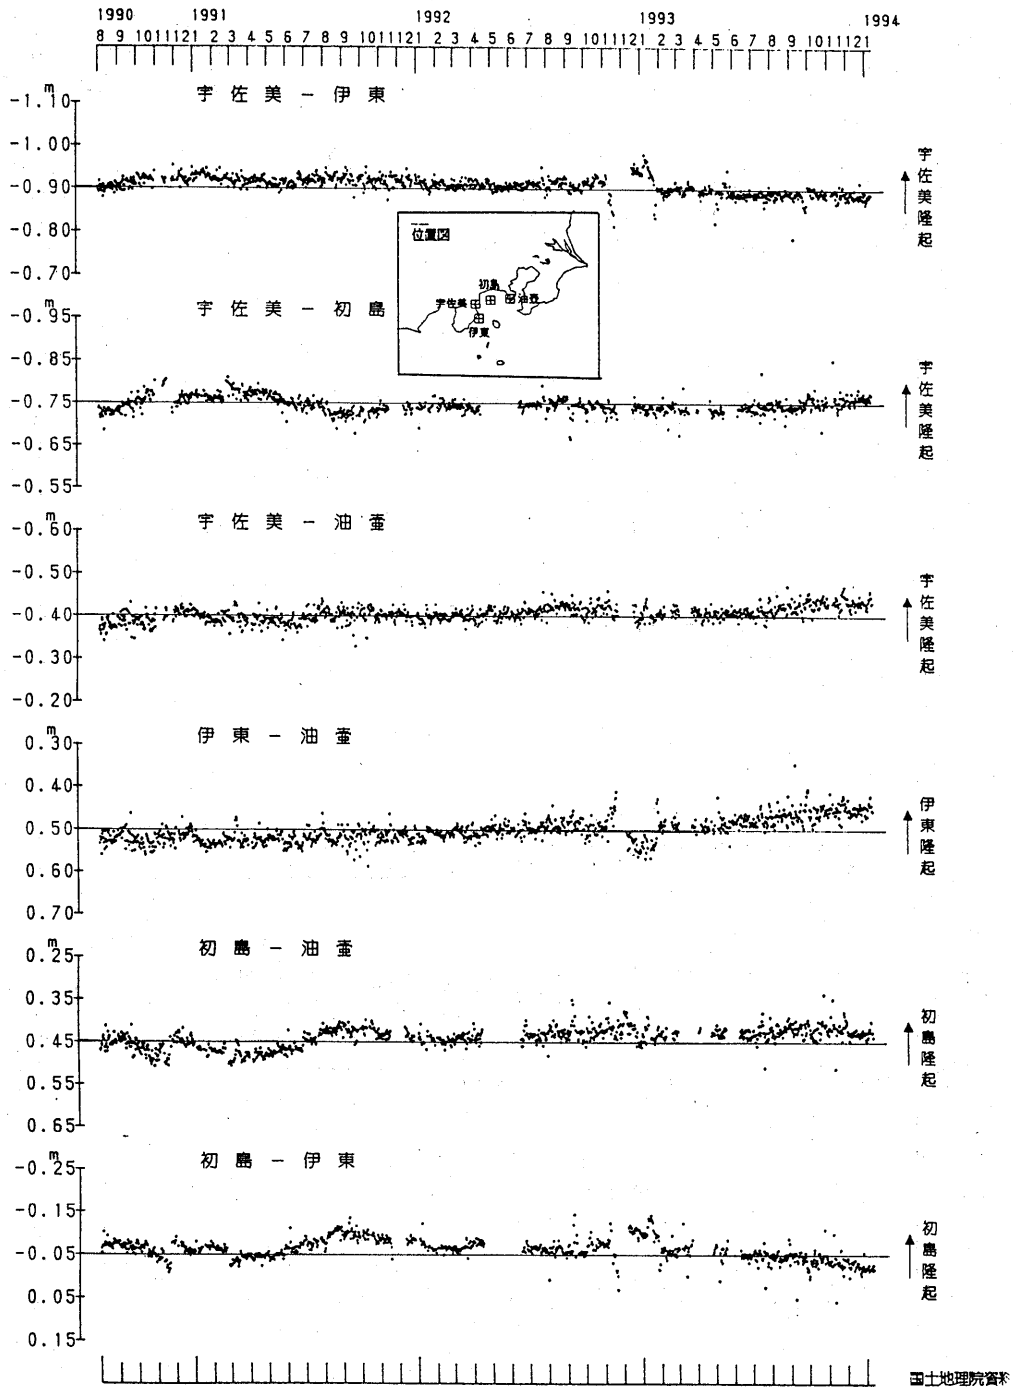 1990 1991 1992 1993 1994
8 9 10 11 12 1 2 3 4 5 6 7 8 9 10 11 12 1 2 3 4 5 6 7 8 9 10 11 12 1 2 3 4 5 6 7 8 9 10 11 12 1
m
宇佐美－伊東
-1.10
-1.00
-0.90
-0.80
-0.70
宇佐美隆起
位置図
初島
宇佐美
油壷
伊東
m
宇佐美－初島
-0.95
-0.85
-0.75
-0.65
-0.55
宇佐美隆起
m
宇佐美－油壷
-0.60
-0.50
-0.40
-0.30
-0.20
宇佐美隆起
m
伊東－油壷
0.30
0.40
0.50
0.60
0.70
伊東隆起
m
初島－油壷
0.25
0.35
0.45
0.55
0.65
初島隆起
m
初島－伊東
-0.25
-0.15
-0.05
0.05
0.15
初島隆起
国土地理院資料